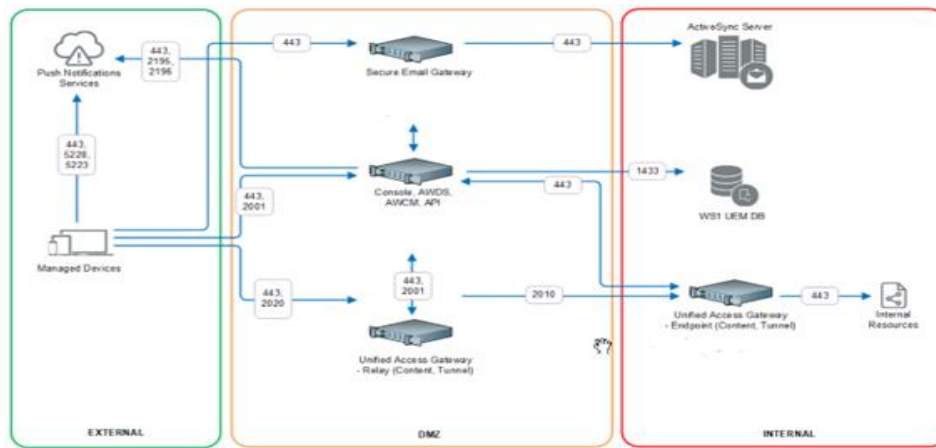 ActiveSync Server
443,
2195,
2196
443
443
Push Notifications
Services
Secure Email Gateway
443,
5228,
5223
443
1433
Console, AWDS,
AWCM, API
443,
2001
WS1 UEM DB
Managed Devices
443,
2020
443,
2001
2010
443
Unified Access Gateway
- Endpoint (Content, Tunnel)
Internal
Resources
Unified Access Gateway
- Relay (Content, Tunnel)
EXTERNAL
DMZ
INTERNAL